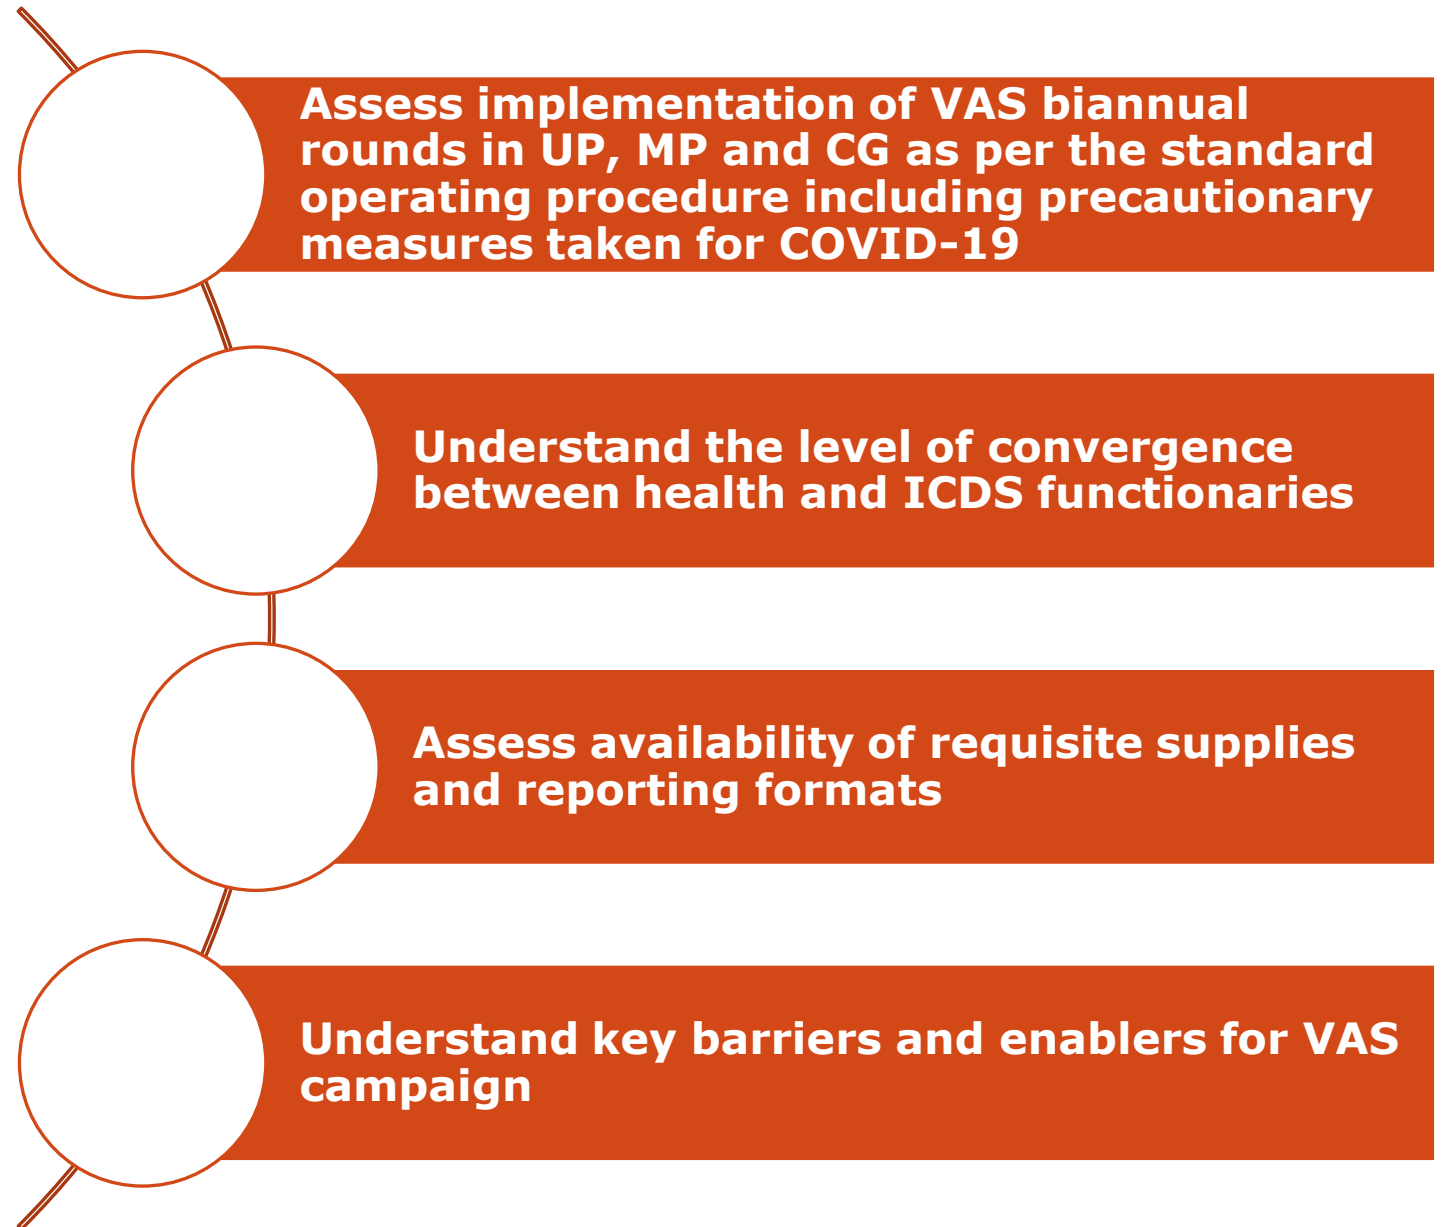 Assess implementation of VAS biannual
rounds in UP, MP and CG as per the standard
operating procedure including precautionary
measures taken for COVID-19
Understand the level of convergence
between health and ICDS functionaries
Assess availability of requisite supplies
and reporting formats
Understand key barriers and enablers for VAS
campaign